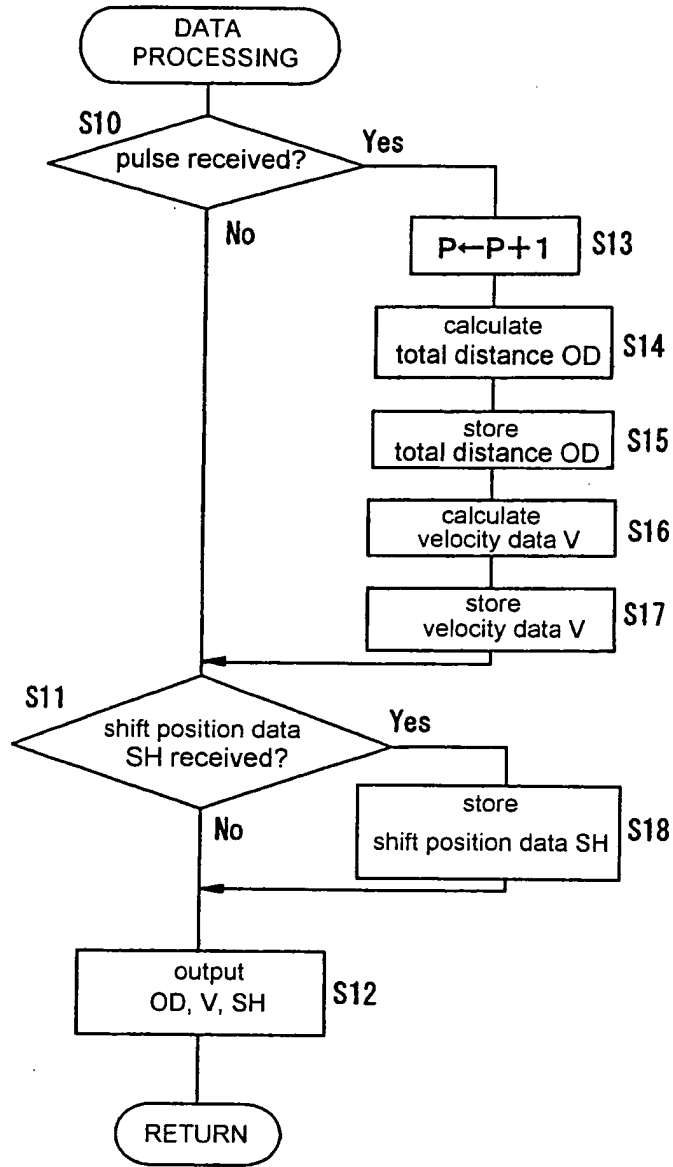 DATA
PROCESSING
S10
pulse received?
Yes
No
P←P+1
S13
calculate
total distance OD
S14
store
total distance OD
S15
calculate
velocity data V
S16
store
velocity data V
S17
S11
shift position data
SH received?
Yes
No
store
shift position data SH
S18
output
OD, V, SH
S12
RETURN